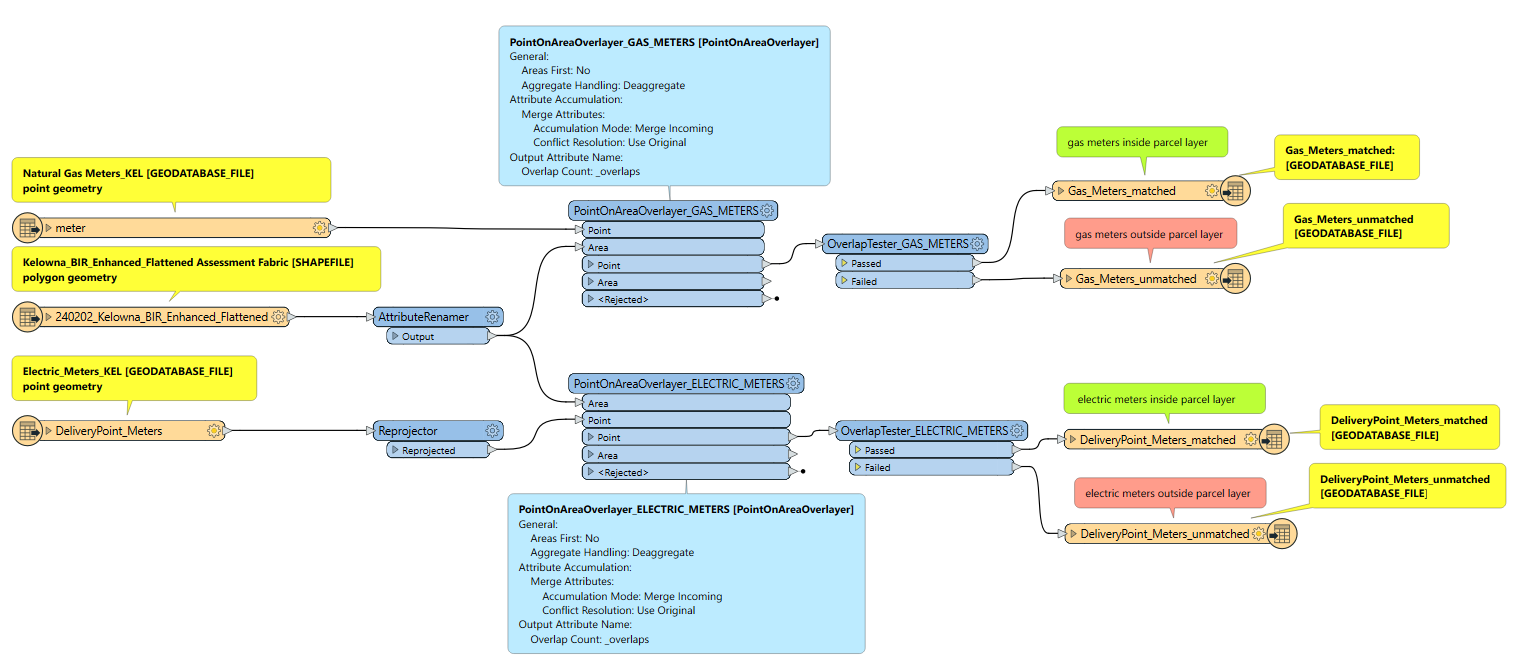 PointOnAreaOverlayer_GAS_METERS [PointOnAreaOverlayer]
General:
Areas First: No
Aggregate Handling: Deaggregate
Attribute Accumulation:
Merge Attributes:
Accumulation Mode: Merge Incoming
Conflict Resolution: Use Original
Output Attribute Name:
Overlap Count: _overlaps
Natural Gas Meters_KEL [GEODATABASE_FILE]
point geometry
meter
Kelowna_BIR_Enhanced_Flattened Assessment Fabric [SHAPEFILE]
polygon geometry
240202_Kelowna_BIR_Enhanced_Flattened
AttributeRenamer
Output
Electric_Meters_KEL [GEODATABASE_FILE]
point geometry
DeliveryPoint_Meters
Reprojector
Reprojected
PointOnAreaOverlayer_GAS_METERS
Point
Area
Point
Area
<Rejected>
OverlapTester_GAS_METERS
Passed
Failed
gas meters inside parcel layer
Gas_Meters_matched:
[GEODATABASE_FILE]
Gas_Meters_matched
gas meters outside parcel layer
Gas_Meters_unmatched
[GEODATABASE_FILE]
Gas_Meters_unmatched
PointOnAreaOverlayer_ELECTRIC_METERS
Area
Point
Point
Area
<Rejected>
OverlapTester_ELECTRIC_METERS
Passed
Failed
electric meters inside parcel layer
DeliveryPoint_Meters_matched
[GEODATABASE_FILE]
DeliveryPoint_Meters_matched
electric meters outside parcel layer
DeliveryPoint_Meters_unmatched
[GEODATABASE_FILE]
DeliveryPoint_Meters_unmatched
PointOnAreaOverlayer_ELECTRIC_METERS [PointOnAreaOverlayer]
General:
Areas First: No
Aggregate Handling: Deaggregate
Attribute Accumulation:
Merge Attributes:
Accumulation Mode: Merge Incoming
Conflict Resolution: Use Original
Output Attribute Name:
Overlap Count: _overlaps